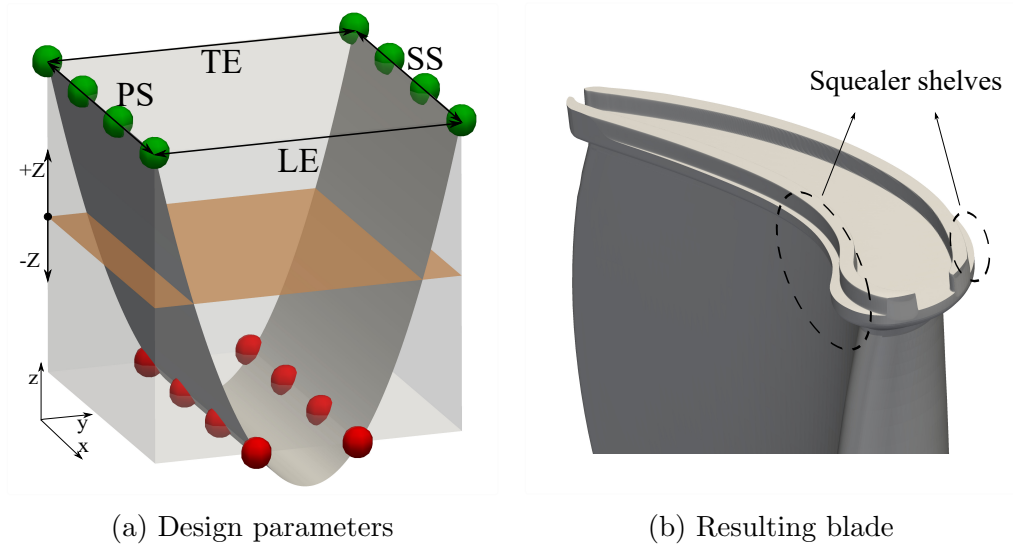 TE
SS
PS
LE
+Z
-Z
z
y
x
Squealer shelves
(a) Design parameters
(b) Resulting blade